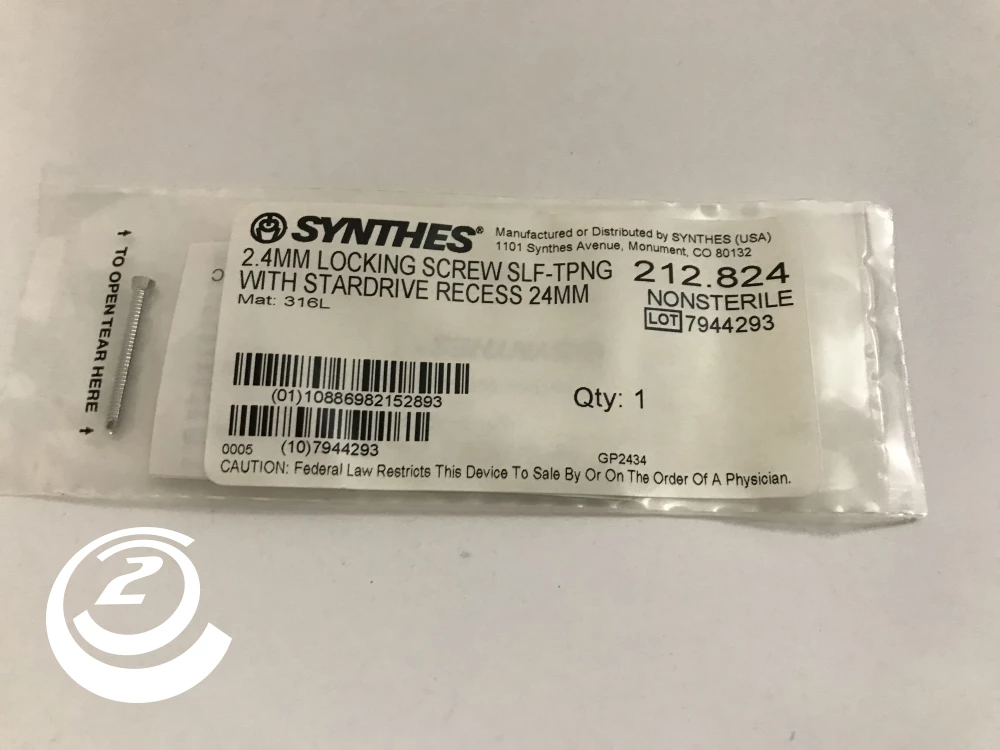 SYNTHES®
Manufactured or Distributed by SYNTHES (USA)
1101 Synthes Avenue, Monument, CO 80132
2.4MM LOCKING SCREW SLF-TPNG
WITH STARDRIVE RECESS 24MM
Mat: 316L
212.824
NONSTERILE
LOT 7944293
(01)10886982152893
Qty: 1
(10)7944293
0005
GP2434
CAUTION: Federal Law Restricts This Device To Sale By Or On The Order Of A Physician.
TO OPEN TEAR HERE
2